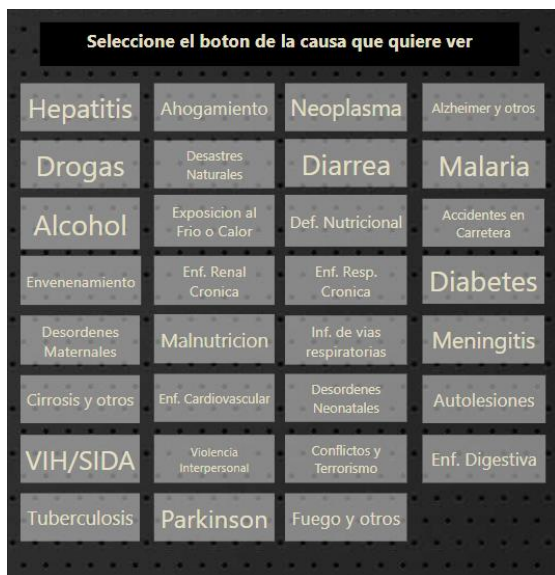 Seleccione el boton de la causa que quiere ver
Hepatitis
Ahogamiento
Neoplasma
Alzheimer y otros
Drogas
Desastres
Naturales
Diarrea
Malaria
Alcohol
Exposicion al
Frio o Calor
Def. Nutricional
Accidentes en
Carretera
Envenenamiento
Enf. Renal
Cronica
Enf. Resp.
Cronica
Diabetes
Desordenes
Maternales
Malnutricion
Inf. de vias
respiratorias
Meningitis
Cirrosis y otros
Enf. Cardiovascular
Desordenes
Neonatales
Autolesiones
VIH/SIDA
Violencia
Interpersonal
Conflictos y
Terrorismo
Enf. Digestiva
Tuberculosis
Parkinson
Fuego y otros